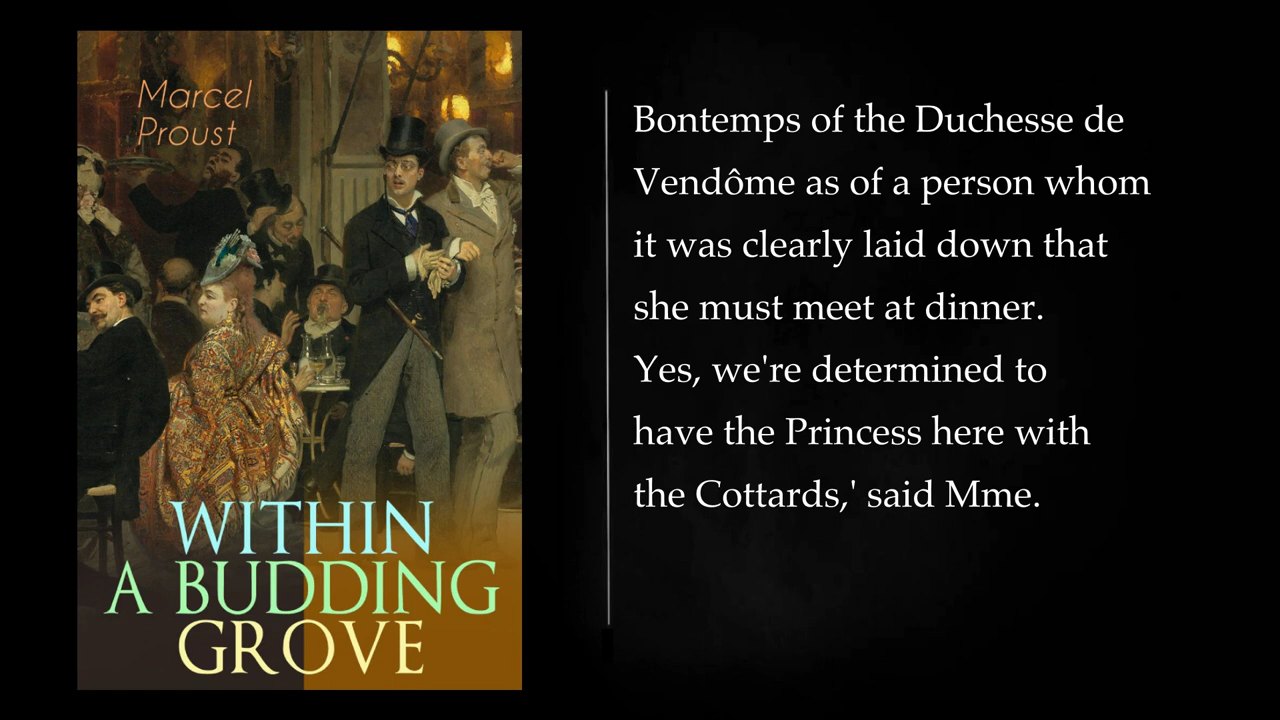 Marcel
Proust
WITHIN
A BUDDING
GROVE
Bontemps of the Duchesse de
Vendôme as of a person whom
it was clearly laid down that
she must meet at dinner.
Yes, we're determined to
have the Princess here with
the Cottards,' said Mme.